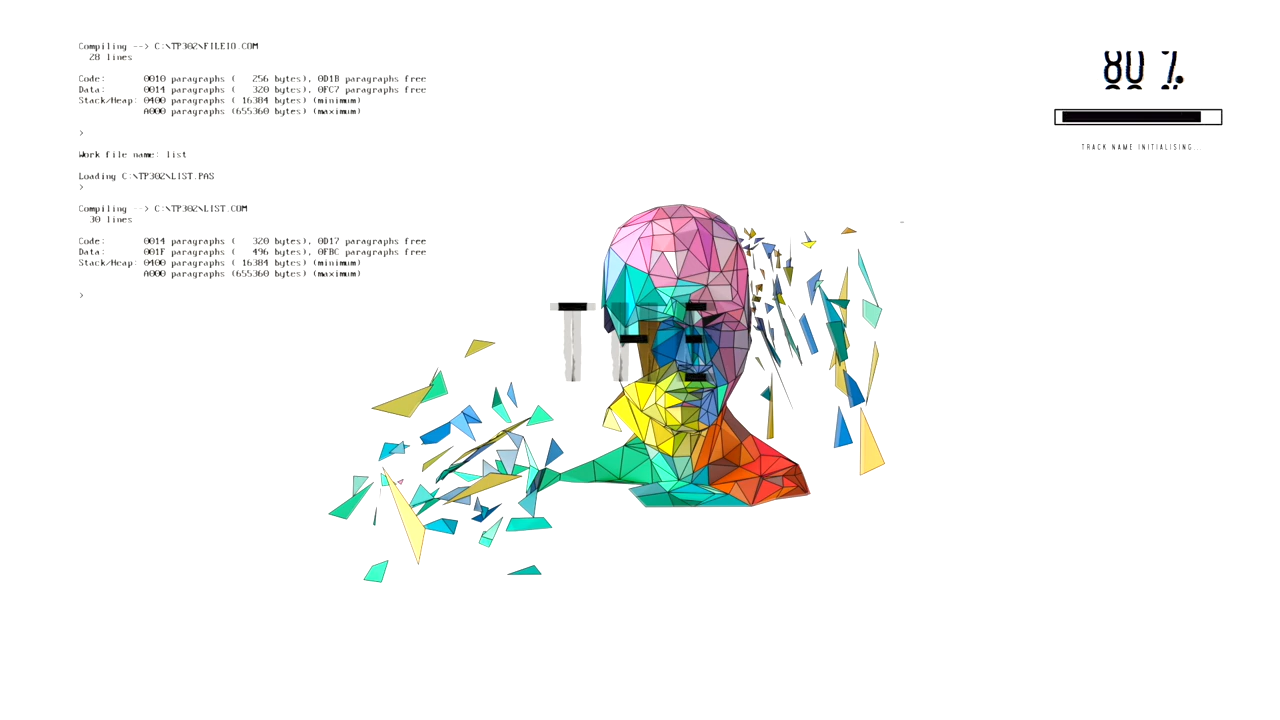 Compiling --> C:\TP302\FILEIO.COM
28 lines
Code: 0010 paragraphs ( 256 bytes), 0D1B paragraphs free
Data: 0014 paragraphs ( 320 bytes), 0FC7 paragraphs free
Stack/Heap: 0400 paragraphs ( 16384 bytes) (minimum)
A000 paragraphs (655360 bytes) (maximum)
>
Work file name: list
Loading C:\TP302\LIST.PAS
>
Compiling --> C:\TP302\LIST.COM
30 lines
Code: 0014 paragraphs ( 320 bytes), 0D17 paragraphs free
Data: 001F paragraphs ( 496 bytes), 0FBC paragraphs free
Stack/Heap: 0400 paragraphs ( 16384 bytes) (minimum)
A000 paragraphs (655360 bytes) (maximum)
>
80 %
TRACK NAME INITIALISING...
THE